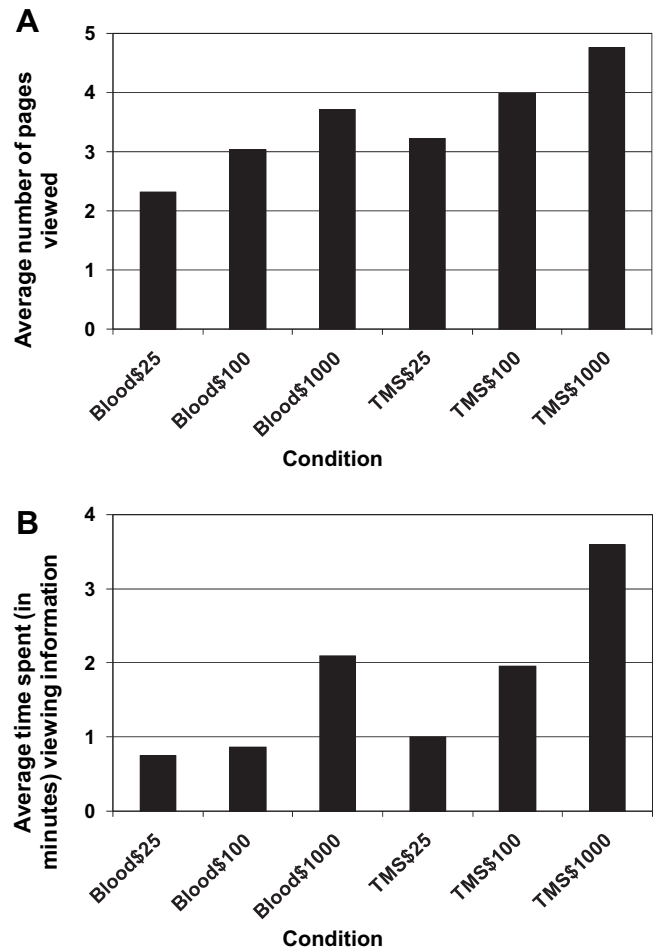 A
Average number of pages
viewed
5
4
3
2
1
0
Blood$25
Blood$100
Blood$1000
TMS$25
TMS$100
TMS$1000
Condition
B
Average time spent (in
minutes) viewing information
4
3
2
1
0
Blood$25
Blood$100
Blood$1000
TMS$25
TMS$100
TMS$1000
Condition